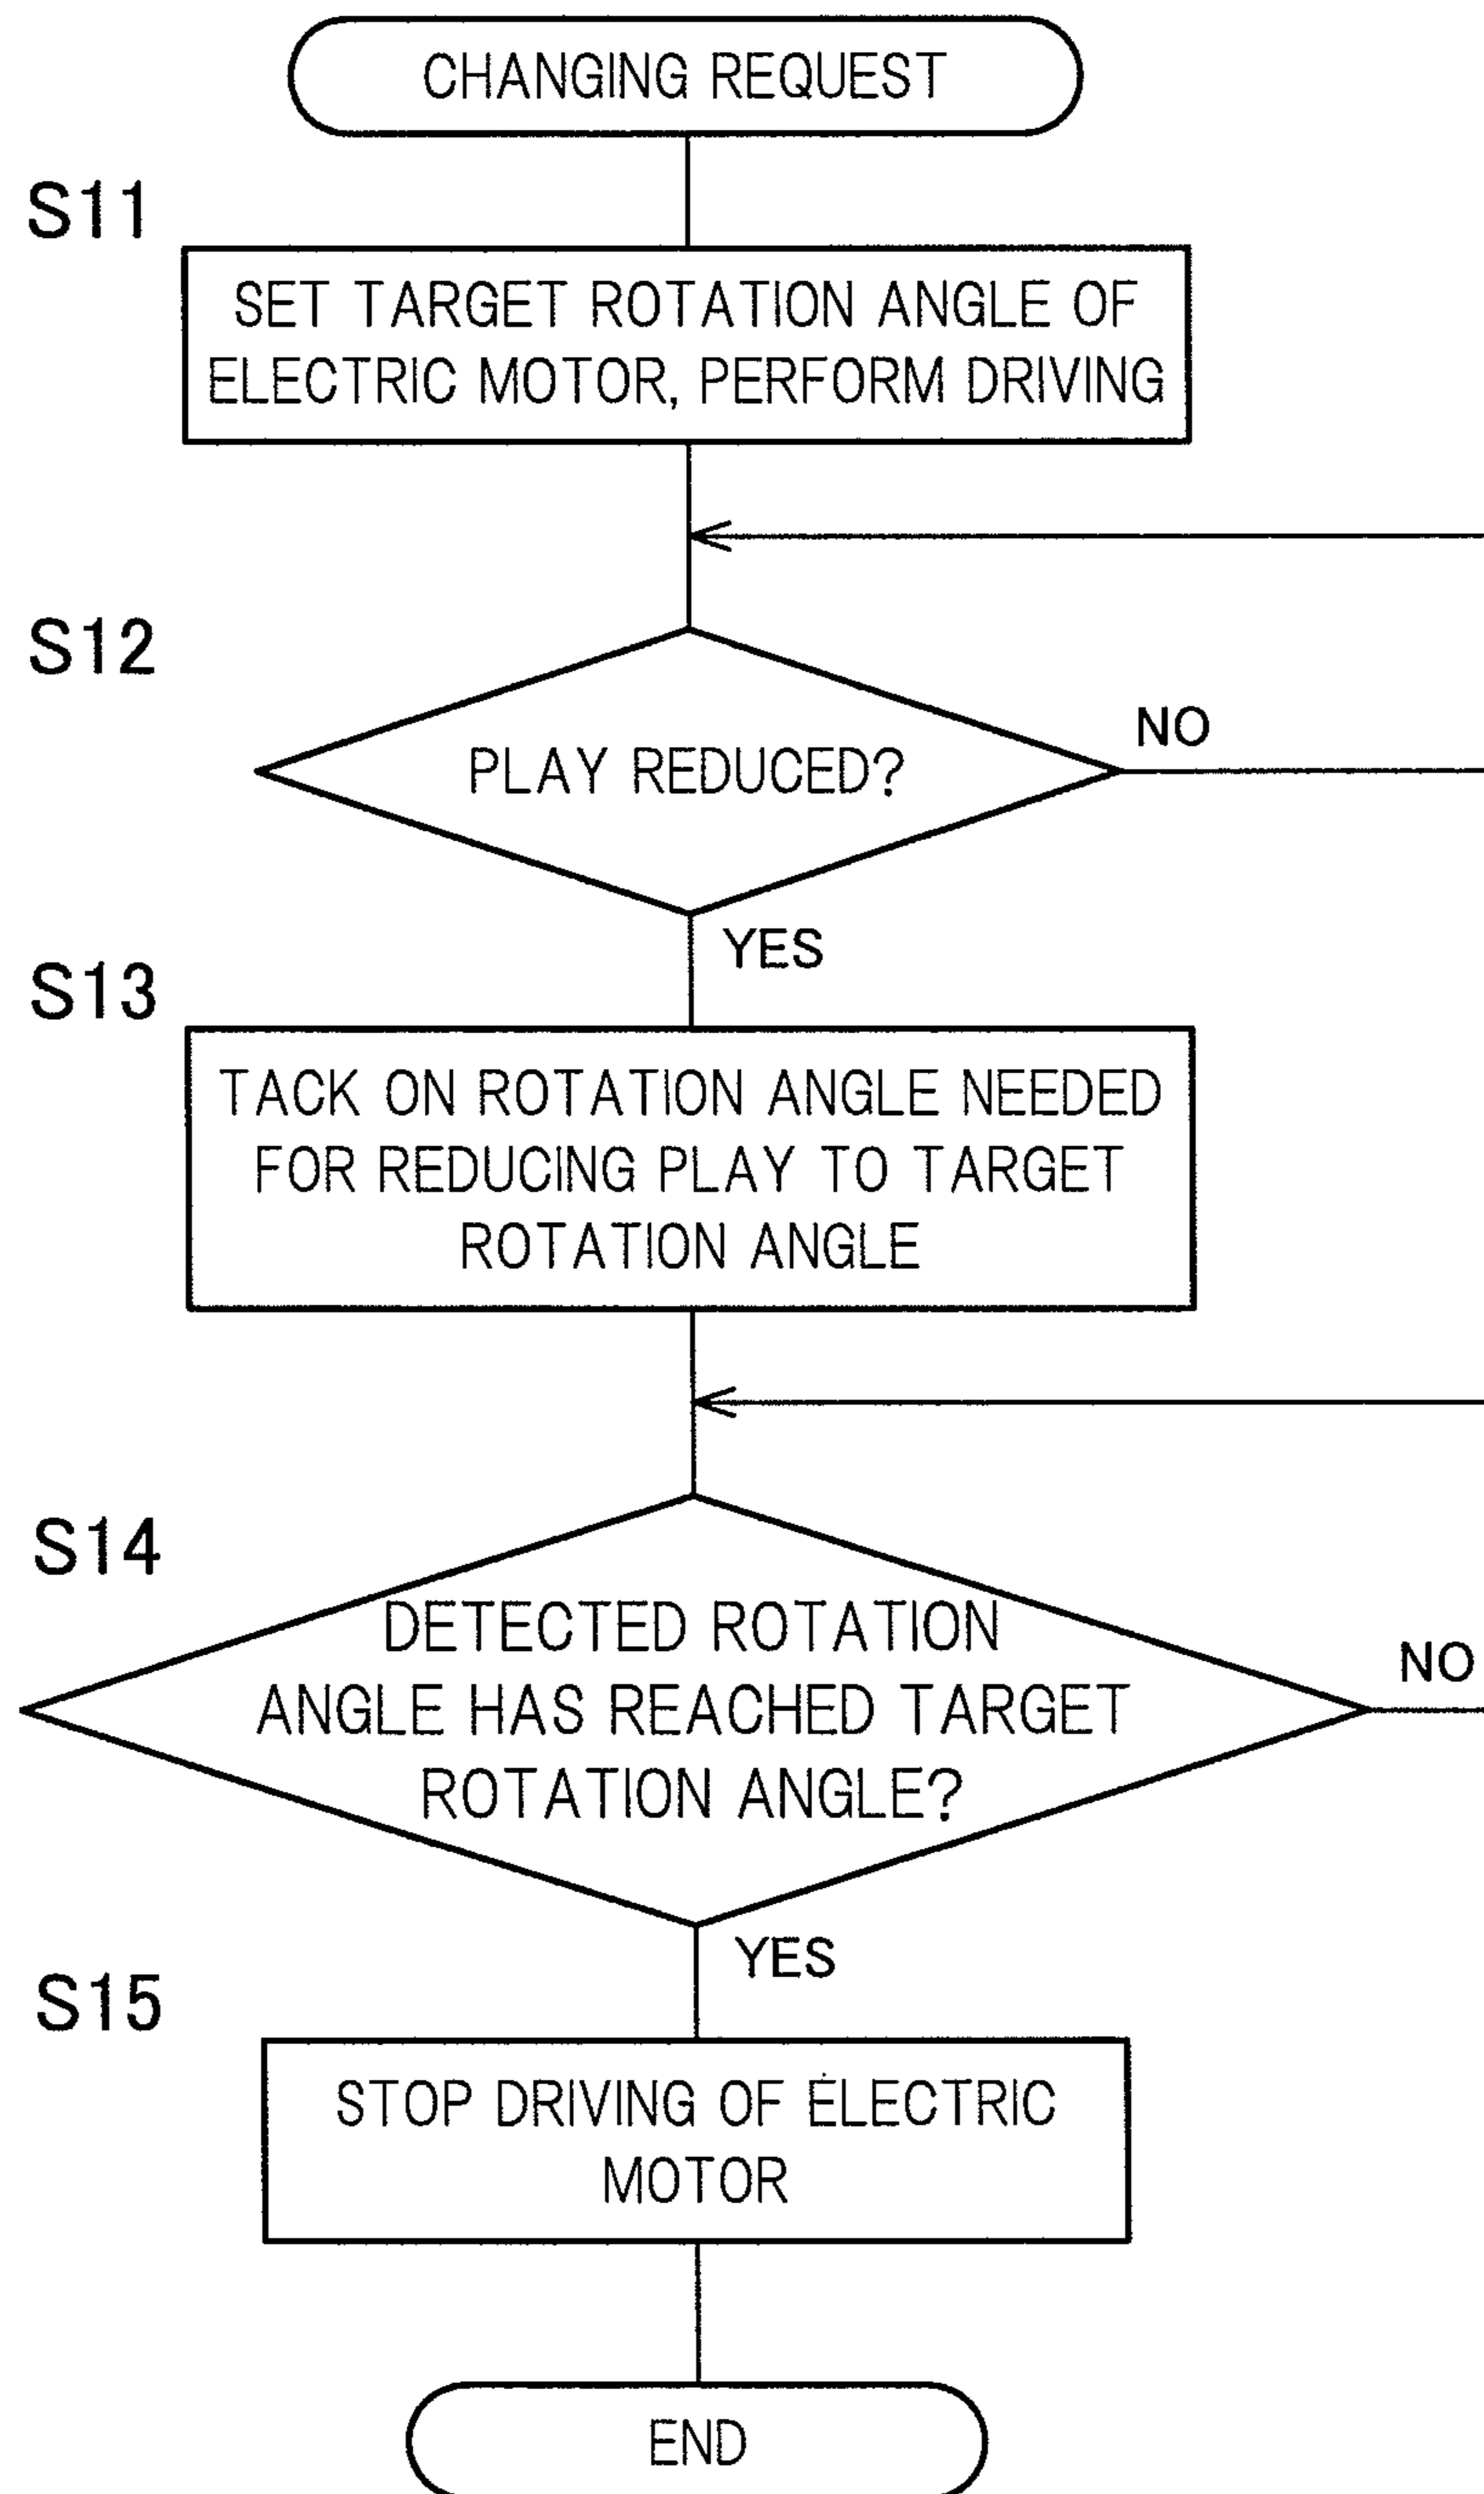 CHANGING REQUEST
S11
SET TARGET ROTATION ANGLE OF
ELECTRIC MOTOR, PERFORM DRIVING
S12
PLAY REDUCED?
NO
YES
S13
TACK ON ROTATION ANGLE NEEDED
FOR REDUCING PLAY TO TARGET
ROTATION ANGLE
S14
DETECTED ROTATION
ANGLE HAS REACHED TARGET
ROTATION ANGLE?
NO
YES
S15
STOP DRIVING OF ELECTRIC
MOTOR
END